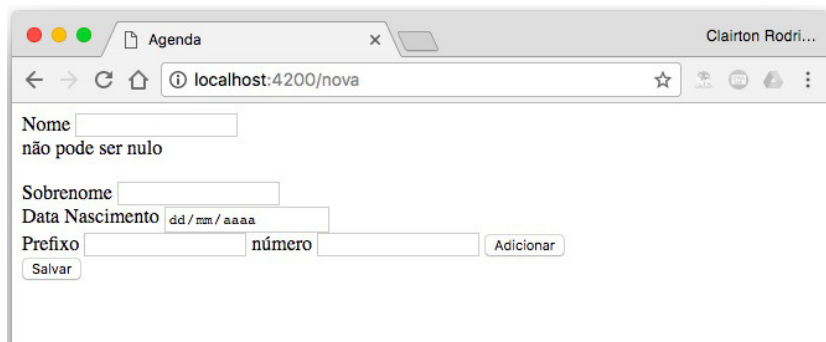 Agenda
Clairton Rodri...
localhost:4200/nova
Nome
não pode ser nulo
Sobrenome
Data Nascimento dd/mm/aaaa
Prefixo número Adicionar
Salvar